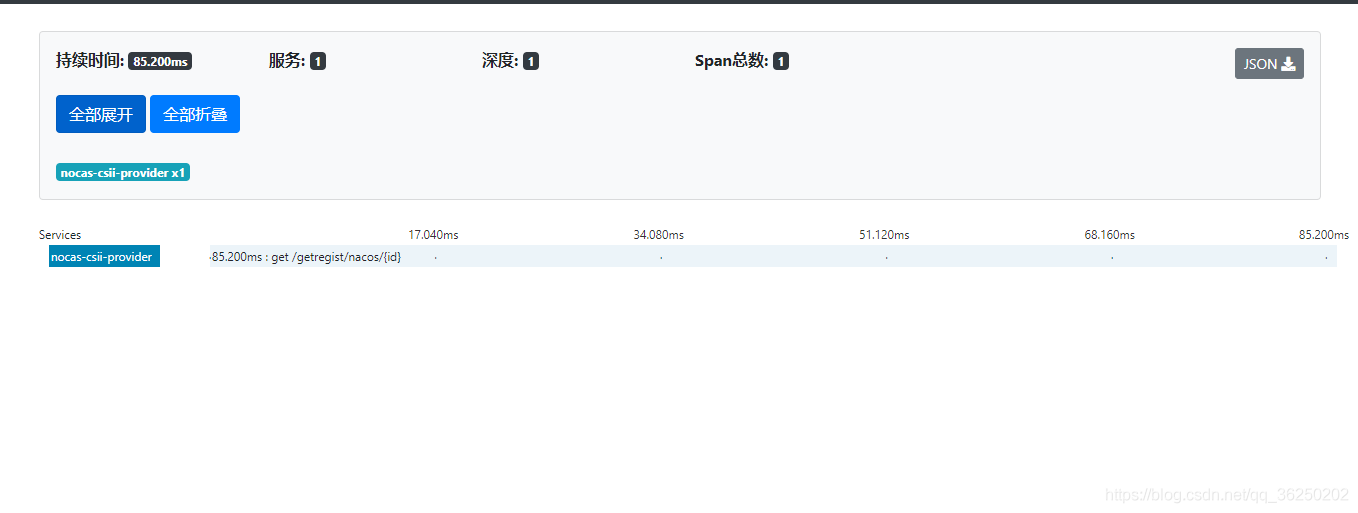 持续时间: 85.200ms 服务: 1 深度: 1 Span总数: 1 JSON
全部展开 全部折叠
nocas-csii-provider x1
Services 17.040ms 34.080ms 51.120ms 68.160ms 85.200ms
nocas-csii-provider 85.200ms : get /getregist/nacos/{id}
https://blog.csdn.net/qq_36250202